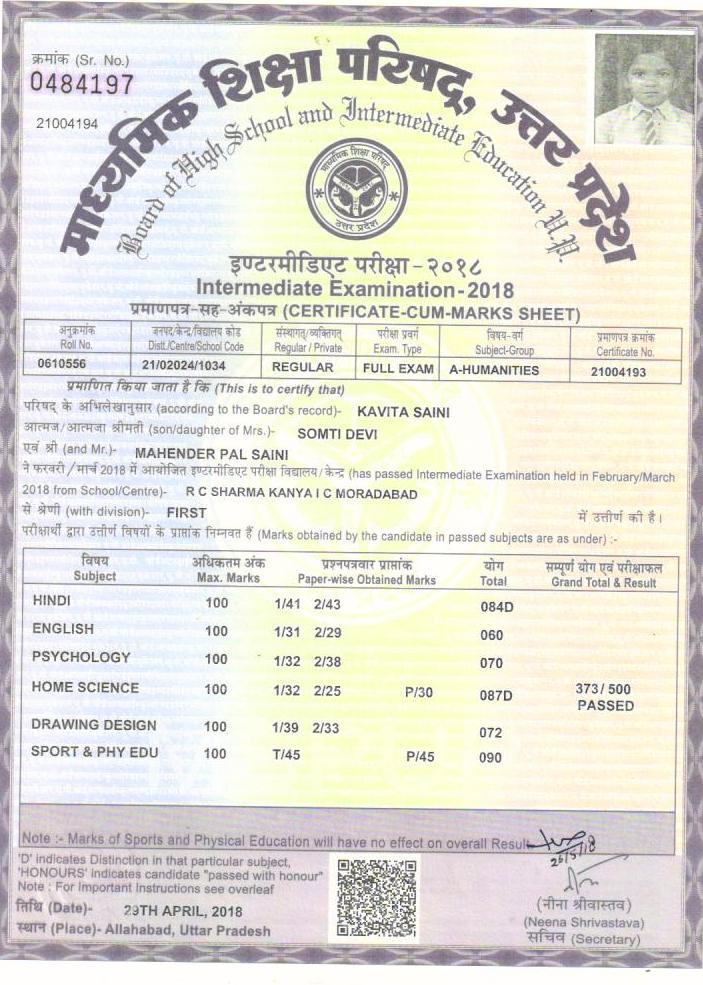 क्रमांक (Sr. No.)
0484197
21004194
माध्यमिक शिक्षा परिषद्, उत्तर प्रदेश
Board of High School and Intermediate Education U.P.
माध्यमिक शिक्षा परिषद्
उत्तर प्रदेश
इण्टरमीडिएट परीक्षा-२०१८
Intermediate Examination-2018
प्रमाणपत्र-सह-अंकपत्र (CERTIFICATE-CUM-MARKS SHEET)
अनुक्रमांक जनपद/केन्द्र/विद्यालय कोड संस्थागत/व्यक्तिगत परीक्षा प्रवर्ग विषय-वर्ग प्रमाणपत्र क्रमांक
Roll No. Distt./Centre/School Code Regular / Private Exam. Type Subject-Group Certificate No.
0610556 21/02024/1034 REGULAR FULL EXAM A-HUMANITIES 21004193
प्रमाणित किया जाता है कि (This is to certify that)
परिषद के अभिलेखानुसार (according to the Board's record)- KAVITA SAINI
आत्मज/आत्मजा श्रीमती (son/daughter of Mrs.)- SOMTI DEVI
एवं श्री (and Mr.)- MAHENDER PAL SAINI
ने फरवरी/मार्च 2018 में आयोजित इण्टरमीडिएट परीक्षा विद्यालय/केन्द्र (has passed Intermediate Examination held in February/March
2018 from School/Centre)- R C SHARMA KANYA I C MORADABAD
से श्रेणी (with division)- FIRST में उत्तीर्ण की है।
परीक्षार्थी द्वारा उत्तीर्ण विषयों के प्राप्तांक निम्नवत हैं (Marks obtained by the candidate in passed subjects are as under) :-
विषय अधिकतम अंक प्रश्नपत्रवार प्राप्तांक योग सम्पूर्ण योग एवं परीक्षाफल
Subject Max. Marks Paper-wise Obtained Marks Total Grand Total & Result
HINDI 100 1/41 2/43 084D
ENGLISH 100 1/31 2/29 060
PSYCHOLOGY 100 1/32 2/38 070
HOME SCIENCE 100 1/32 2/25 P/30 087D 373/ 500
PASSED
DRAWING DESIGN 100 1/39 2/33 072
SPORT & PHY EDU 100 T/45 P/45 090
Note :- Marks of Sports and Physical Education will have no effect on overall Result
'D' indicates Distinction in that particular subject,
'HONOURS' indicates candidate "passed with honour"
Note : For Important Instructions see overleaf
तिथि (Date)- 29TH APRIL, 2018
स्थान (Place)- Allahabad, Uttar Pradesh
26/5/18
(नीना श्रीवास्तव)
(Neena Shrivastava)
सचिव (Secretary)